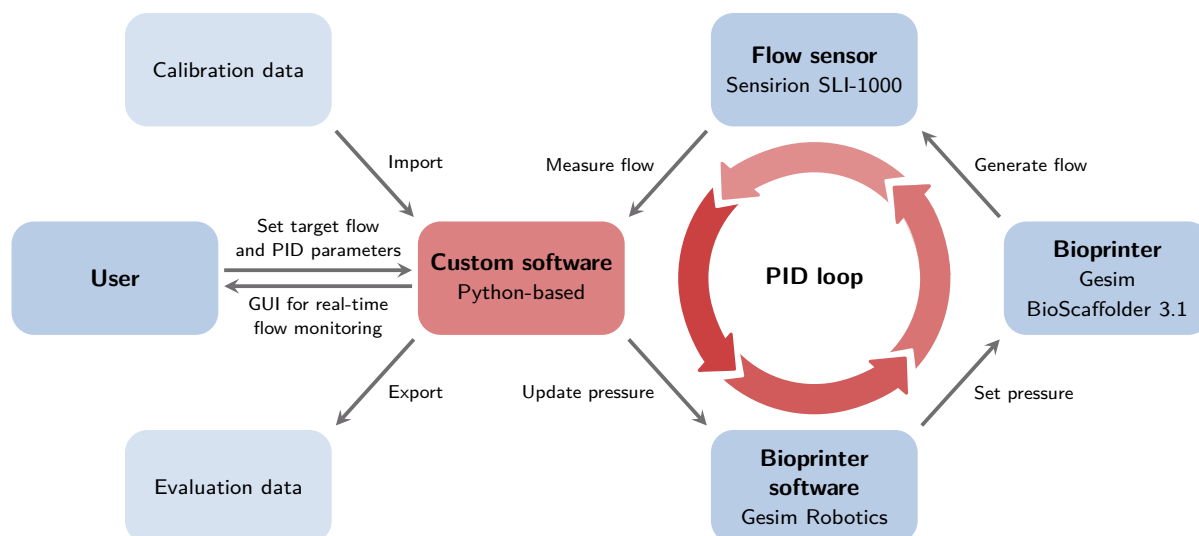 Calibration data
Flow sensor
Sensirion SLI-1000
Import
Measure flow
Generate flow
User
Set target flow
and PID parameters
GUI for real-time
flow monitoring
Custom software
Python-based
PID loop
Bioprinter
Gesim
BioScaffolder 3.1
Export
Update pressure
Set pressure
Evaluation data
Bioprinter
software
Gesim Robotics